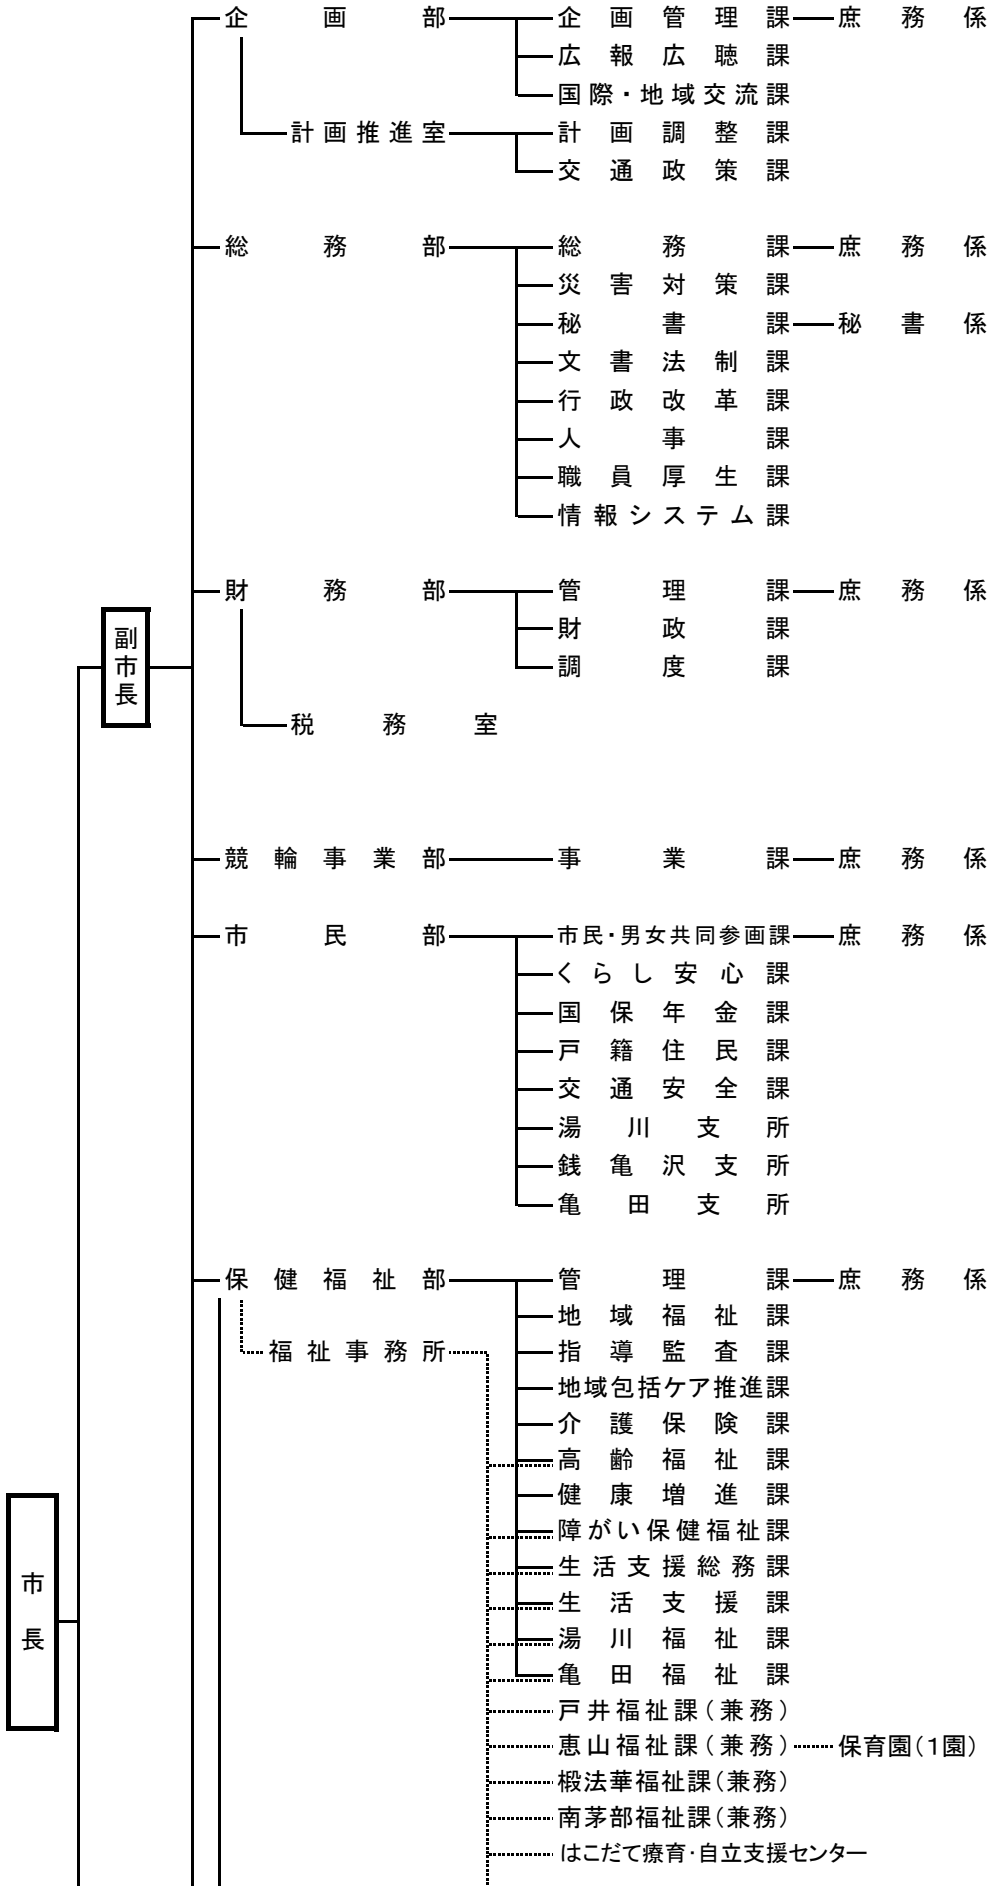 企画部 企画管理課 庶務係
広報広聴課
国際・地域交流課
計画推進室 計画調整課
交通政策課
総務部 総務課 庶務係
災害対策課
秘書課 秘書係
文書法制課
行政改革課
人事課
職員厚生課
情報システム課
財務部 管理課 庶務係
財政課
調度課
副市長
税務室
競輪事業部 事業課 庶務係
市民部 市民・男女共同参画課 庶務係
くらし安心課
国保年金課
戸籍住民課
交通安全課
湯川支所
銭亀沢支所
亀田支所
保健福祉部 管理課 庶務係
地域福祉課
福祉事務所 指導監査課
地域包括ケア推進課
介護保険課
高齢福祉課
健康増進課
障がい保健福祉課
生活支援総務課
市長
生活支援課
湯川福祉課
亀田福祉課
戸井福祉課(兼務)
恵山福祉課(兼務) 保育園(1園)
椴法華福祉課(兼務)
南茅部福祉課(兼務)
はこだて療育・自立支援センター